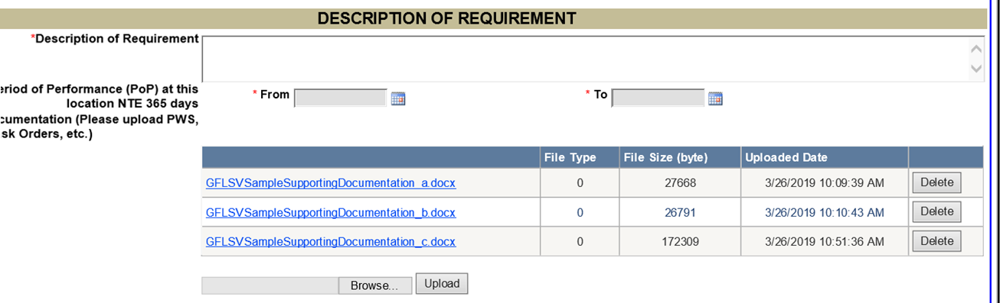 DESCRIPTION OF REQUIREMENT
*Description of Requirement
eriod of Performance (PoP) at this
location NTE 365 days
* From
* To
cumentation (Please upload PWS,
sk Orders, etc.)
File Type File Size (byte) Uploaded Date
GFLSVSampleSupportingDocumentation_a.docx 0 27668 3/26/2019 10:09:39 AM Delete
GFLSVSampleSupportingDocumentation_b.docx 0 26791 3/26/2019 10:10:43 AM Delete
GFLSVSampleSupportingDocumentation_c.docx 0 172309 3/26/2019 10:51:36 AM Delete
Browse... Upload